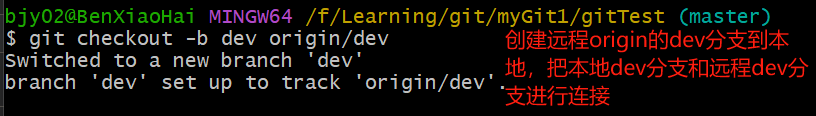 bjy02@BenXiaoHai MINGW64 /f/Learning/git/myGit1/gitTest (master)
$ git checkout -b dev origin/dev
Switched to a new branch 'dev'
branch 'dev' set up to track 'origin/dev'.
创建远程origin的dev分支到本
地，把本地dev分支和远程dev分
支进行连接